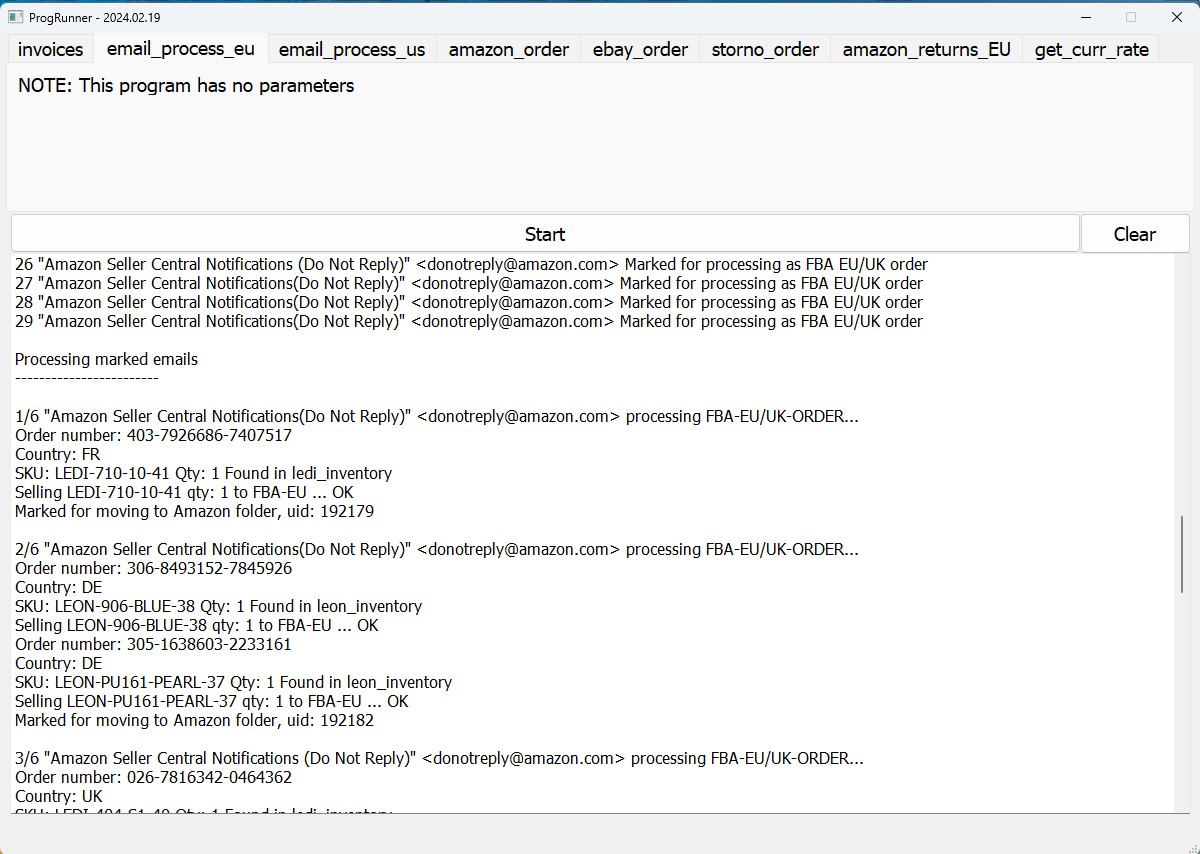 ProgRunner - 2024.02.19
invoices email_process_eu email_process_us amazon_order ebay_order storno_order amazon_returns_EU get_curr_rate
NOTE: This program has no parameters
Start Clear
26 "Amazon Seller Central Notifications (Do Not Reply)" <donotreply@amazon.com> Marked for processing as FBA EU/UK order
27 "Amazon Seller Central Notifications(Do Not Reply)" <donotreply@amazon.com> Marked for processing as FBA EU/UK order
28 "Amazon Seller Central Notifications(Do Not Reply)" <donotreply@amazon.com> Marked for processing as FBA EU/UK order
29 "Amazon Seller Central Notifications(Do Not Reply)" <donotreply@amazon.com> Marked for processing as FBA EU/UK order
Processing marked emails
------------------------
1/6 "Amazon Seller Central Notifications(Do Not Reply)" <donotreply@amazon.com> processing FBA-EU/UK-ORDER...
Order number: 403-7926686-7407517
Country: FR
SKU: LEDI-710-10-41 Qty: 1 Found in ledi_inventory
Selling LEDI-710-10-41 qty: 1 to FBA-EU ... OK
Marked for moving to Amazon folder, uid: 192179
2/6 "Amazon Seller Central Notifications(Do Not Reply)" <donotreply@amazon.com> processing FBA-EU/UK-ORDER...
Order number: 306-8493152-7845926
Country: DE
SKU: LEON-906-BLUE-38 Qty: 1 Found in leon_inventory
Selling LEON-906-BLUE-38 qty: 1 to FBA-EU ... OK
Order number: 305-1638603-2233161
Country: DE
SKU: LEON-PU161-PEARL-37 Qty: 1 Found in leon_inventory
Selling LEON-PU161-PEARL-37 qty: 1 to FBA-EU ... OK
Marked for moving to Amazon folder, uid: 192182
3/6 "Amazon Seller Central Notifications (Do Not Reply)" <donotreply@amazon.com> processing FBA-EU/UK-ORDER...
Order number: 026-7816342-0464362
Country: UK